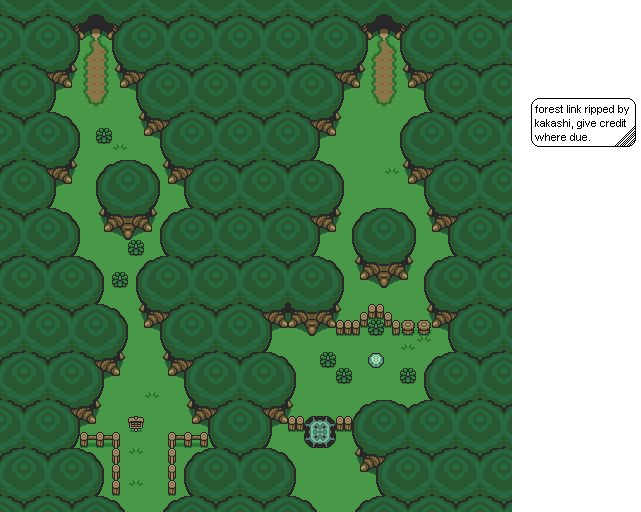 forest link ripped by
kakashi, give credit
where due.